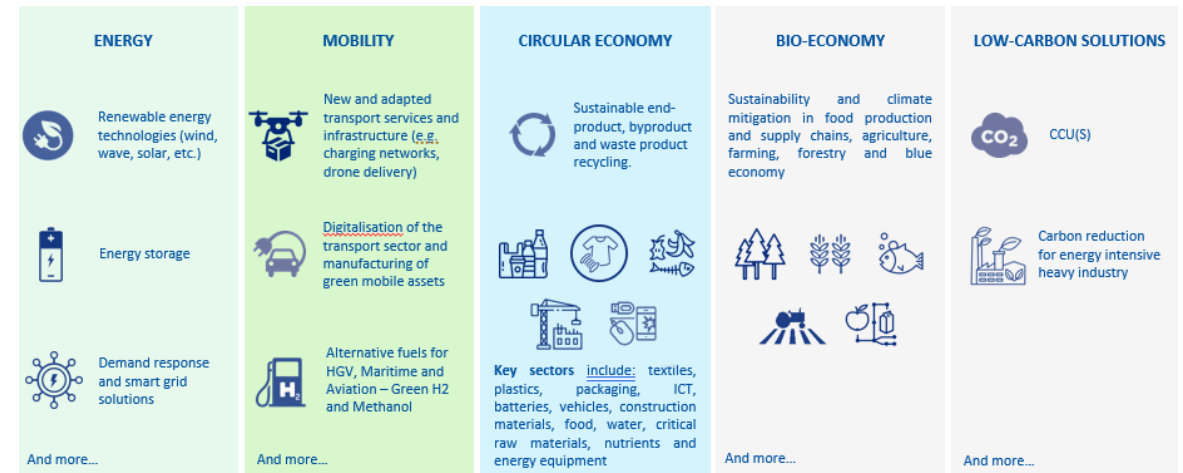 ENERGY
Renewable energy
technologies (wind,
wave, solar, etc.)
Energy storage
Demand response
and smart grid
solutions
And more...
MOBILITY
New and adapted
transport services and
infrastructure (e.g.
charging networks,
drone delivery)
Digitalisation of the
transport sector and
manufacturing of
green mobile assets
H2
Alternative fuels for
HGV, Maritime and
Aviation – Green H2
and Methanol
And more...
CIRCULAR ECONOMY
Sustainable end-
product, byproduct
and waste product
recycling.
Key sectors include: textiles,
plastics, packaging, ICT,
batteries, vehicles, construction
materials, food, water, critical
raw materials, nutrients and
energy equipment
BIO-ECONOMY
Sustainability and climate
mitigation in food production
and supply chains, agriculture,
farming, forestry and blue
economy
And more...
LOW-CARBON SOLUTIONS
CO2
CCU(S)
Carbon reduction
for energy intensive
heavy industry
And more...